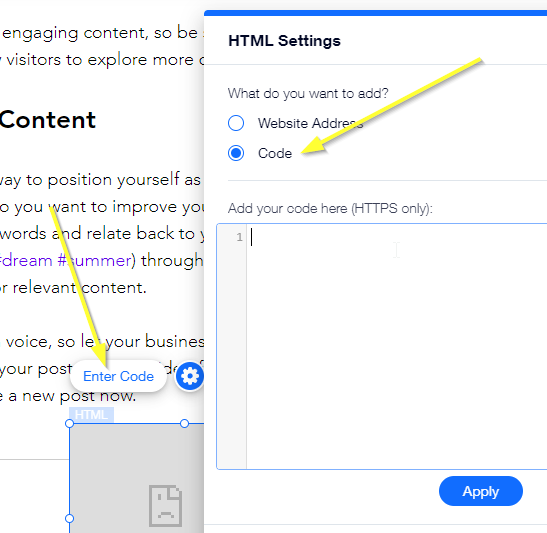 engaging content, so be s
visitors to explore more
Content
way to position yourself as
o you want to improve you
words and relate back to y
#dream #summer) through
or relevant content.
voice, so let your business
your post
Enter Code
e a new post now.
HTML
HTML Settings
What do you want to add?
Website Address
Code
Add your code here (HTTPS only):
1
Apply